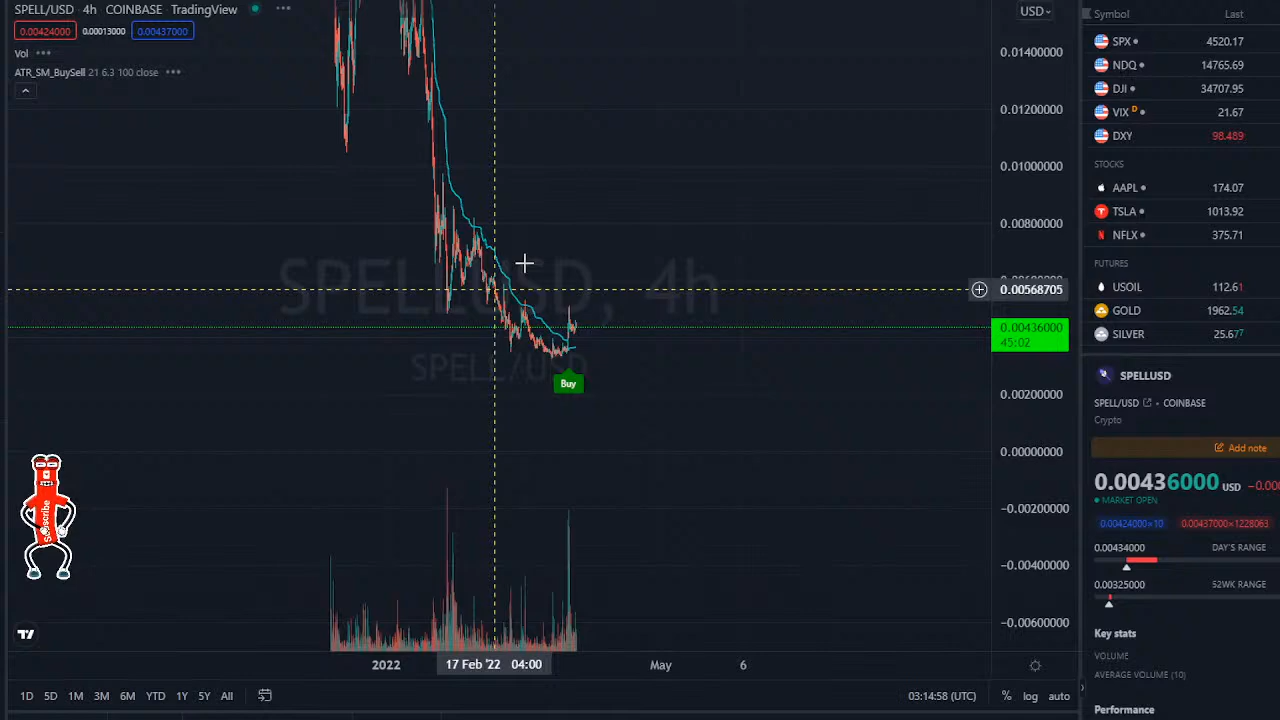 SPELL/USD 4h COINBASE TradingView
0.00424000 0.00013000 0.00437000
Vol
ATR_SM_BuySell 21 6.3 100 close
SPELLUSD, 4h
SPELL/USD
Buy
Subscribe
USD
0.01400000
0.01200000
0.01000000
0.00800000
0.00568705
0.00436000
45:02
0.00200000
0.00000000
−0.00200000
−0.00400000
−0.00600000
2022
17 Feb '22 04:00
May
6
1D 5D 1M 3M 6M YTD 1Y 5Y All
03:14:58 (UTC) % log auto
Symbol Last
SPX 4520.17
NDQ 14765.69
DJI 34707.95
VIX D 21.67
DXY 98.489
STOCKS
AAPL 174.07
TSLA 1013.92
NFLX 375.71
FUTURES
USOIL 112.61
GOLD 1962.54
SILVER 25.677
SPELLUSD
SPELL/USD • COINBASE
Crypto
Add note
0.00436000 USD −0.00
MARKET OPEN
0.00424000×10 0.00437000×1228063
0.00434000 DAY'S RANGE
0.00325000 52WK RANGE
Key stats
VOLUME
AVERAGE VOLUME (10)
Performance